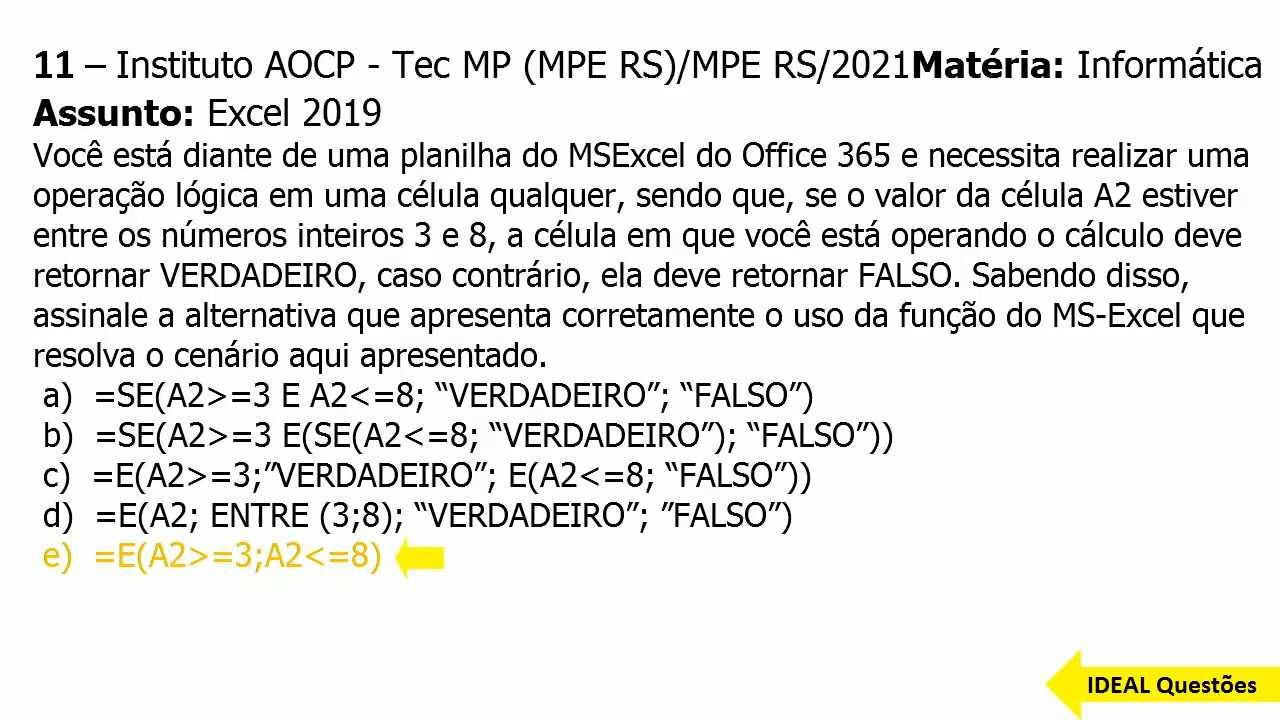 11 – Instituto AOCP - Tec MP (MPE RS)/MPE RS/2021Matéria: Informática
Assunto: Excel 2019
Você está diante de uma planilha do MSExcel do Office 365 e necessita realizar uma
operação lógica em uma célula qualquer, sendo que, se o valor da célula A2 estiver
entre os números inteiros 3 e 8, a célula em que você está operando o cálculo deve
retornar VERDADEIRO, caso contrário, ela deve retornar FALSO. Sabendo disso,
assinale a alternativa que apresenta corretamente o uso da função do MS-Excel que
resolva o cenário aqui apresentado.
a) =SE(A2>=3 E A2<=8; “VERDADEIRO”; “FALSO”)
b) =SE(A2>=3 E(SE(A2<=8; “VERDADEIRO”); “FALSO”))
c) =E(A2>=3;”VERDADEIRO”; E(A2<=8; “FALSO”))
d) =E(A2; ENTRE (3;8); “VERDADEIRO”; ”FALSO”)
e) =E(A2>=3;A2<=8)
IDEAL Questões